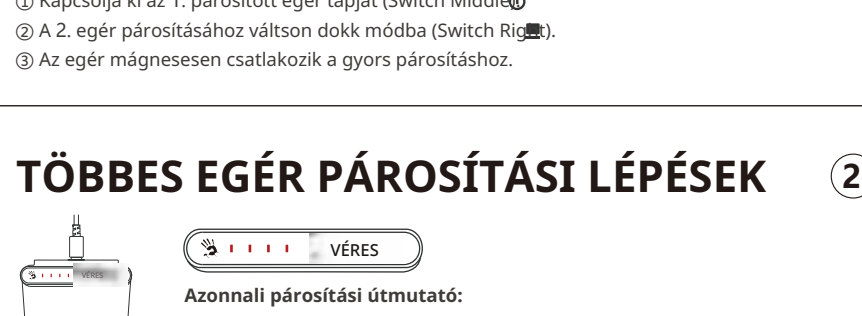 ① Kapcsolja ki az 1. párosított egér tápját (Switch Middle
② A 2. egér párosításához váltson dokk módba (Switch Right).
③ Az egér mágnesesen csatlakozik a gyors párosításhoz.
TÖBBES EGÉR PÁROSÍTÁSI LÉPÉSEK 2
VÉRES
VÉRES
Azonnali párosítási útmutató: